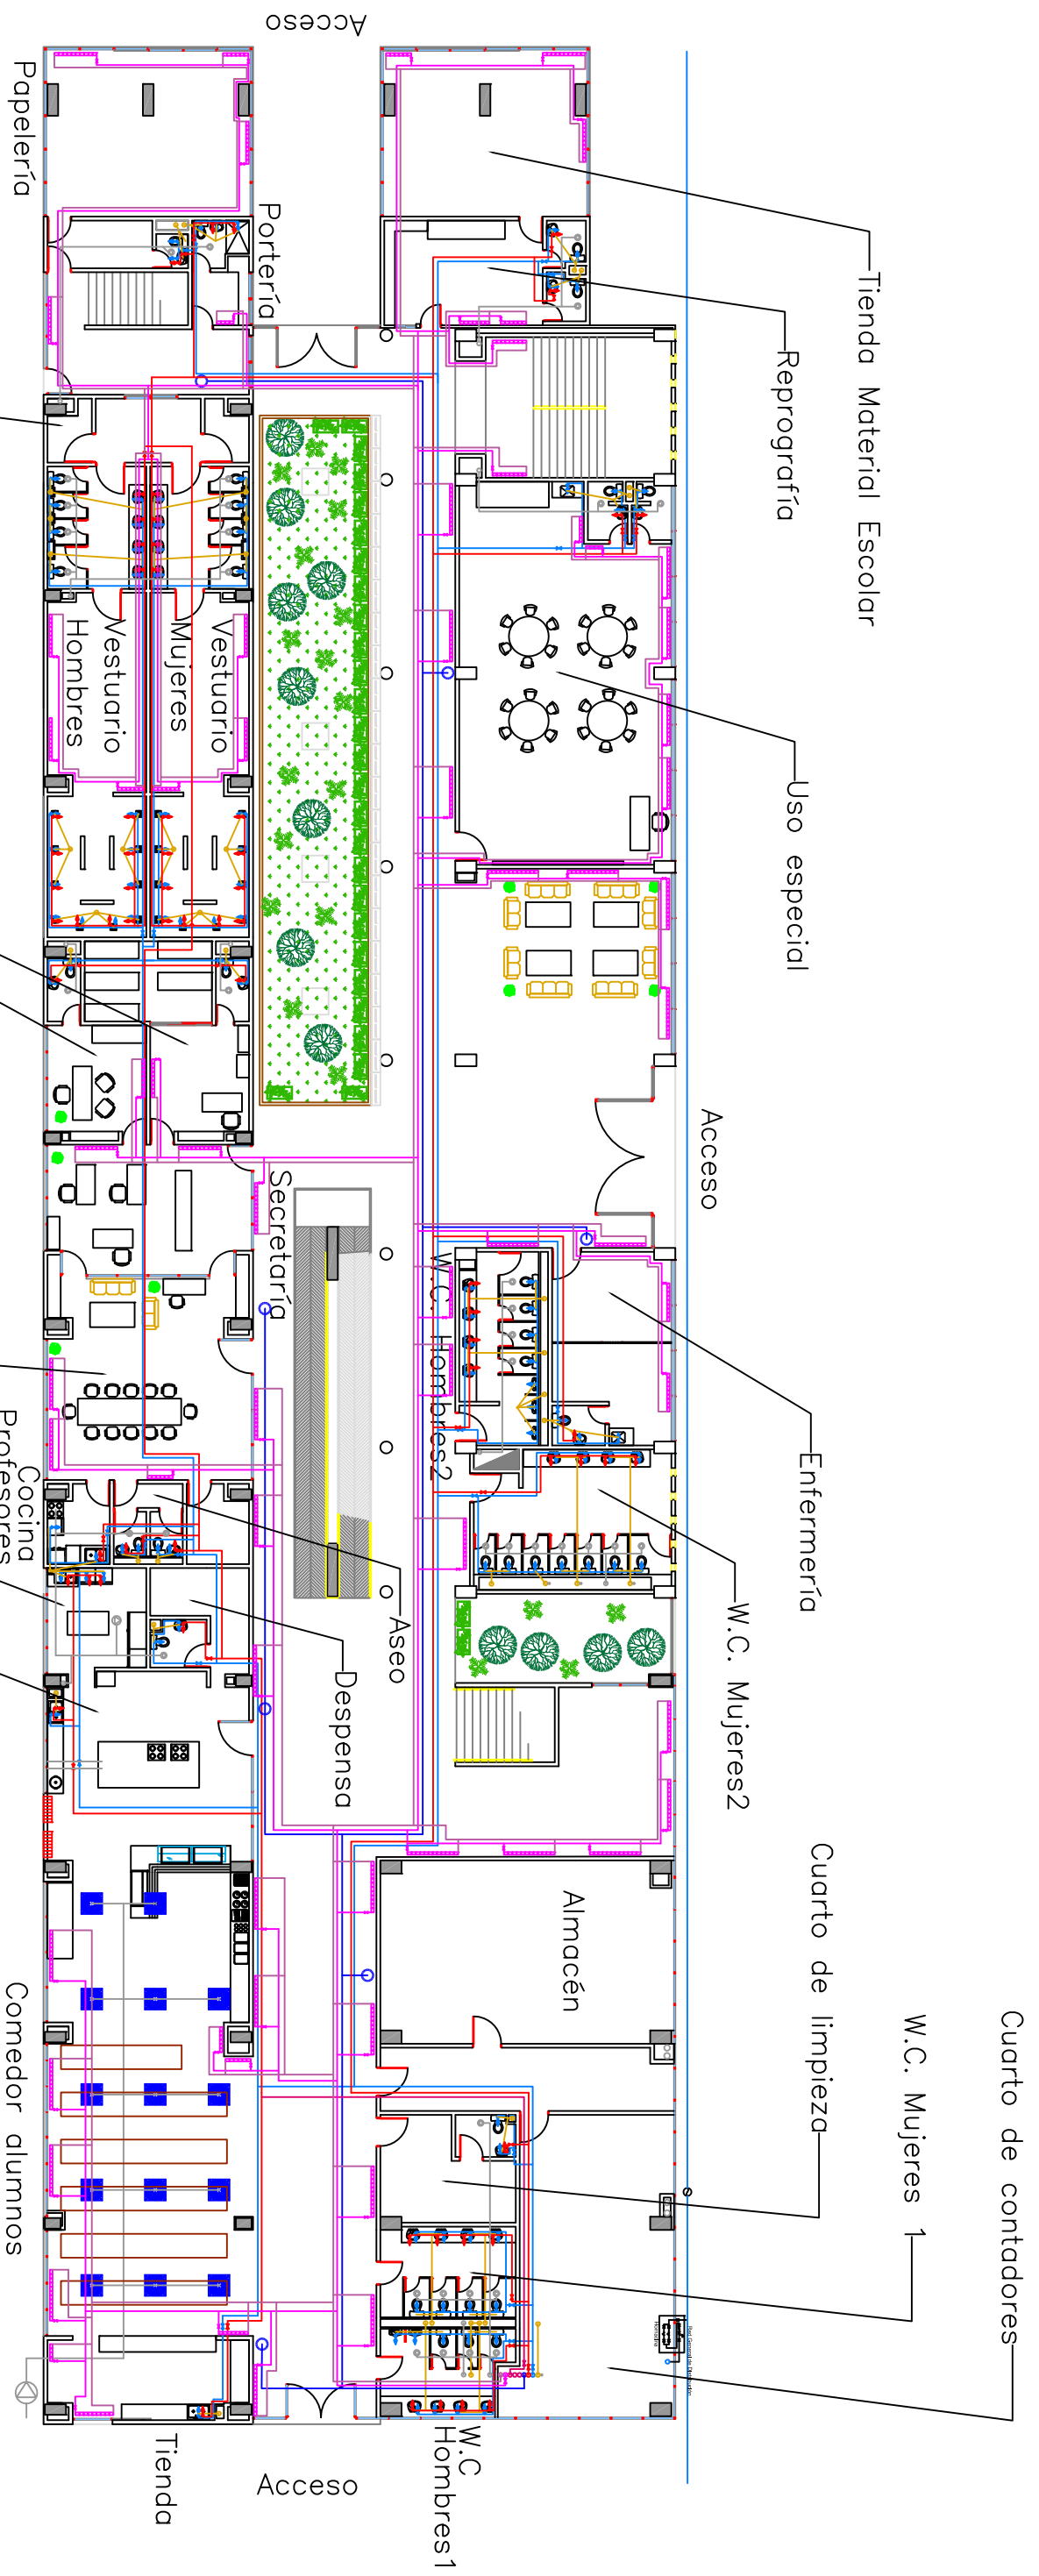 Acceso
Papelería
Portería
Tienda Material Escolar
Reprografía
Uso especial
Vestuario
Mujeres
Vestuario
Hombres
Acceso
Secretaría
W.C. Hombres2
Enfermería
W.C. Mujeres2
Aseo
Despensa
Cocina
Profesores
Almacén
Cuarto de limpieza
W.C. Mujeres 1
Cuarto de contadores
Comedor alumnos
Tienda
Acceso
W.C
Hombres1